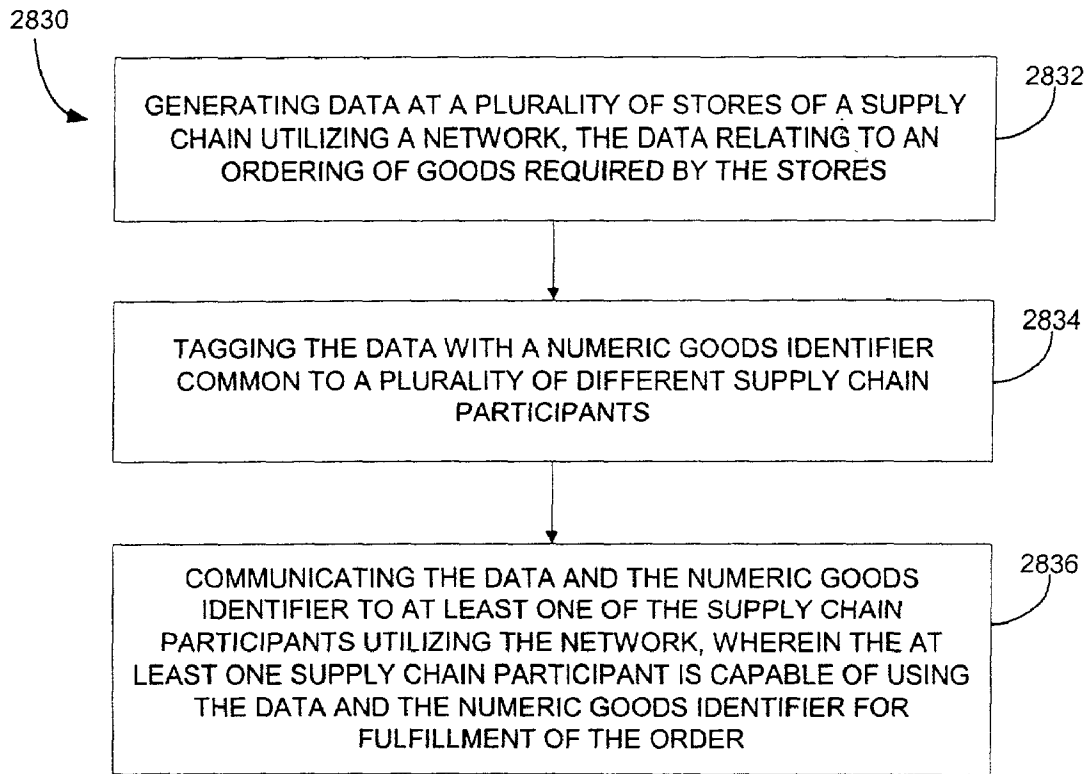 2830
2832
GENERATING DATA AT A PLURALITY OF STORES OF A SUPPLY
CHAIN UTILIZING A NETWORK, THE DATA RELATING TO AN
ORDERING OF GOODS REQUIRED BY THE STORES
2834
TAGGING THE DATA WITH A NUMERIC GOODS IDENTIFIER
COMMON TO A PLURALITY OF DIFFERENT SUPPLY CHAIN
PARTICIPANTS
2836
COMMUNICATING THE DATA AND THE NUMERIC GOODS
IDENTIFIER TO AT LEAST ONE OF THE SUPPLY CHAIN
PARTICIPANTS UTILIZING THE NETWORK, WHEREIN THE AT
LEAST ONE SUPPLY CHAIN PARTICIPANT IS CAPABLE OF USING
THE DATA AND THE NUMERIC GOODS IDENTIFIER FOR
FULFILLMENT OF THE ORDER